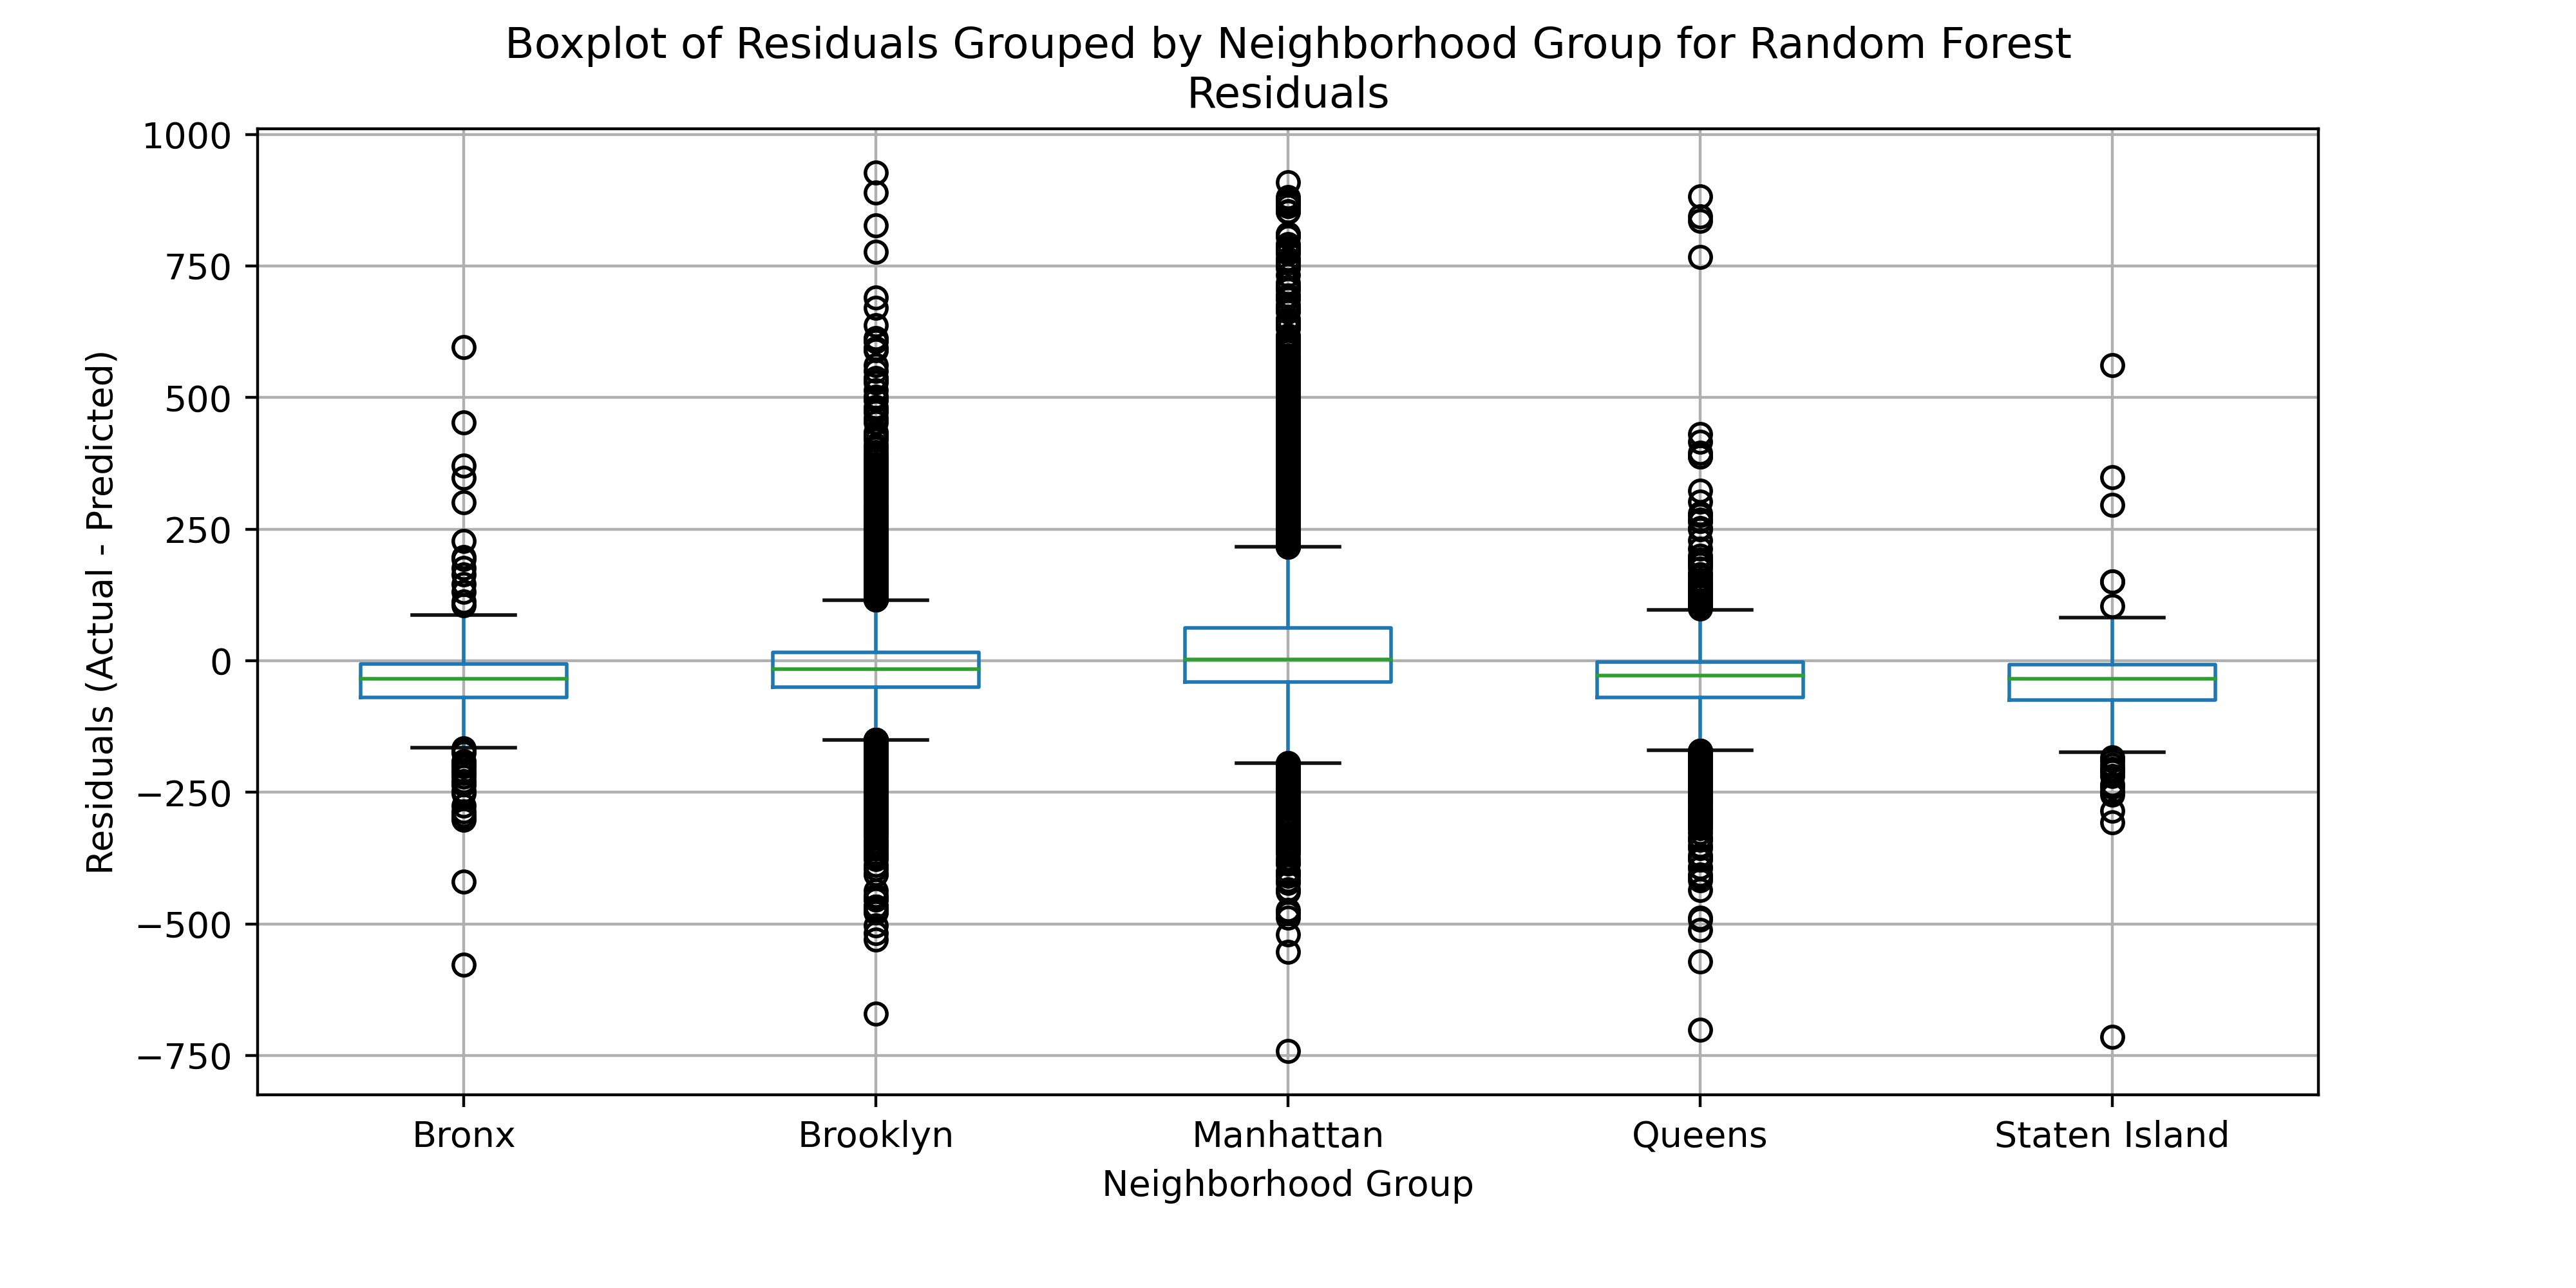 Boxplot of Residuals Grouped by Neighborhood Group for Random Forest
Residuals
1000
750
500
250
0
−250
−500
−750
Residuals (Actual - Predicted)
Bronx
Brooklyn
Manhattan
Queens
Staten Island
Neighborhood Group